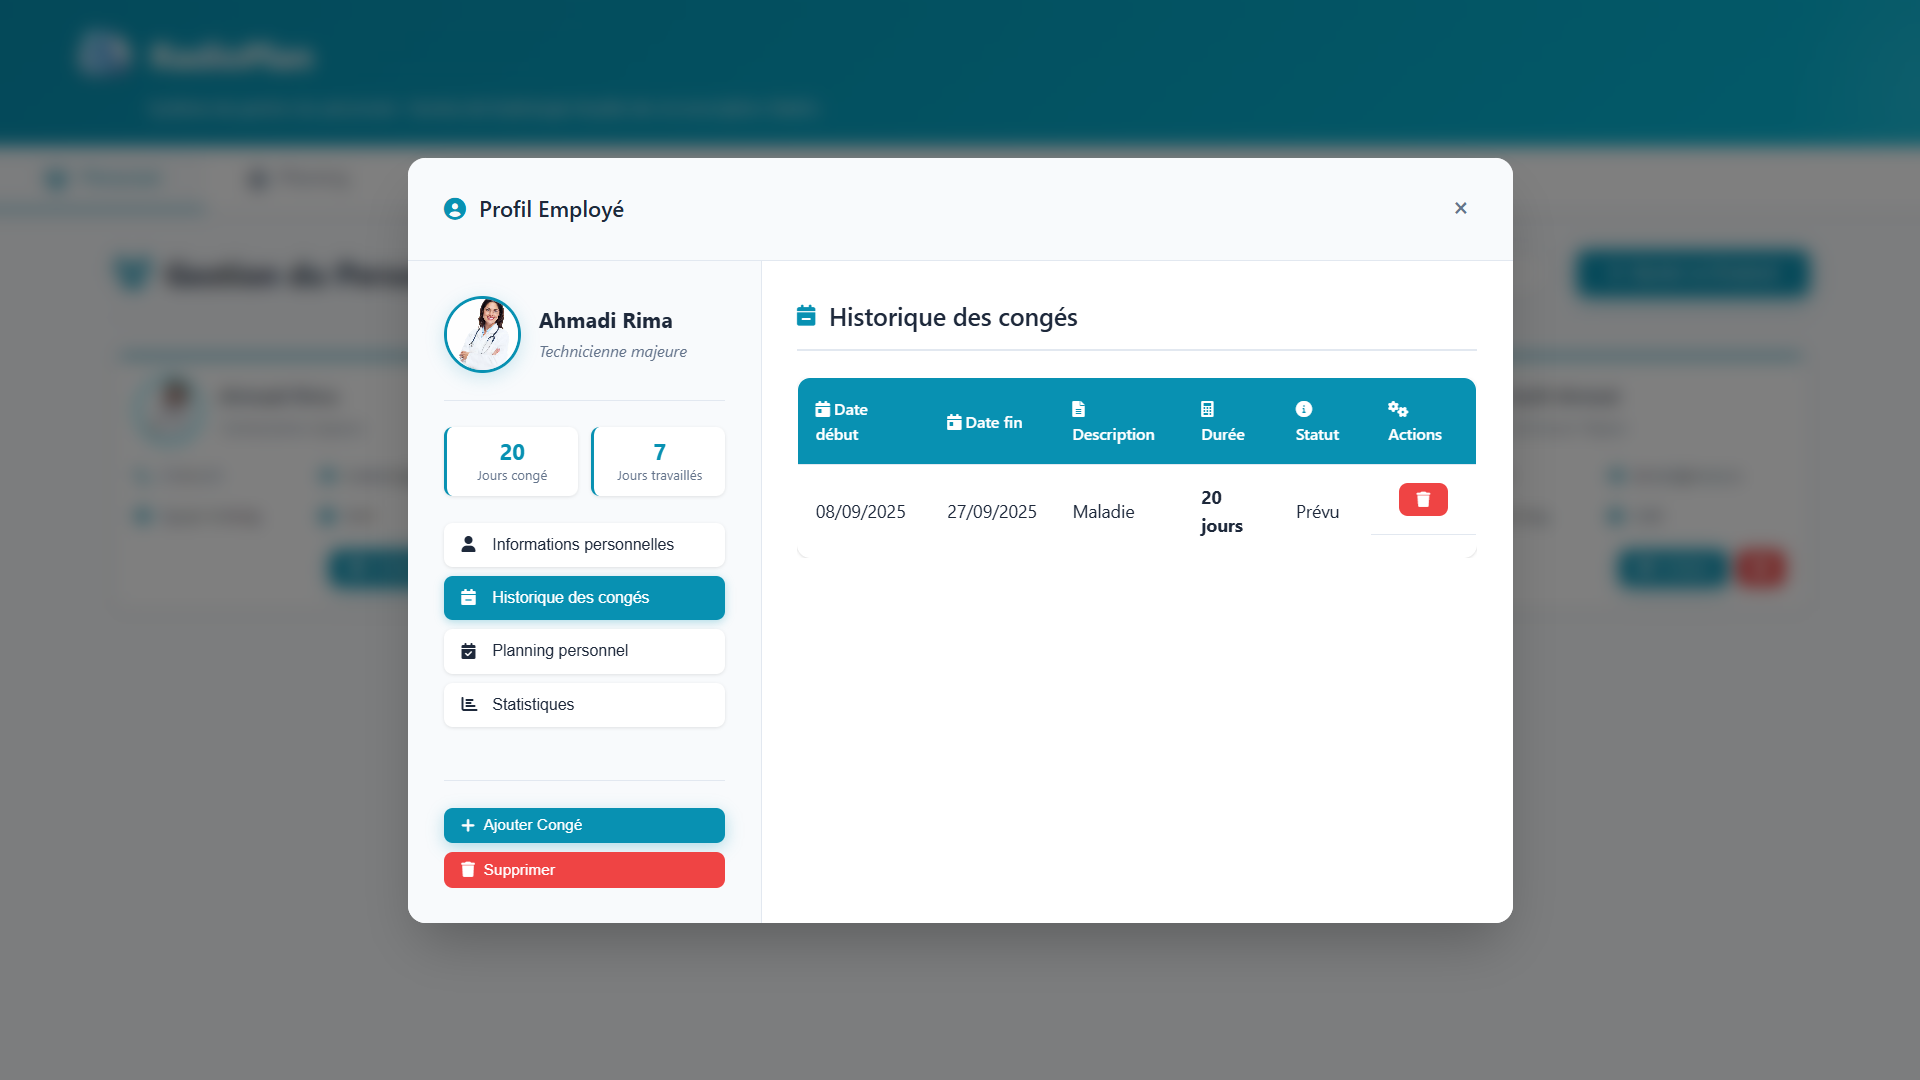 Profil Employé
×
Ahmadi Rima
Technicienne majeure
20
Jours congé
7
Jours travaillés
Informations personnelles
Historique des congés
Planning personnel
Statistiques
Ajouter Congé
Supprimer
Historique des congés
Date début
Date fin
Description
Durée
Statut
Actions
08/09/2025
27/09/2025
Maladie
20 jours
Prévu